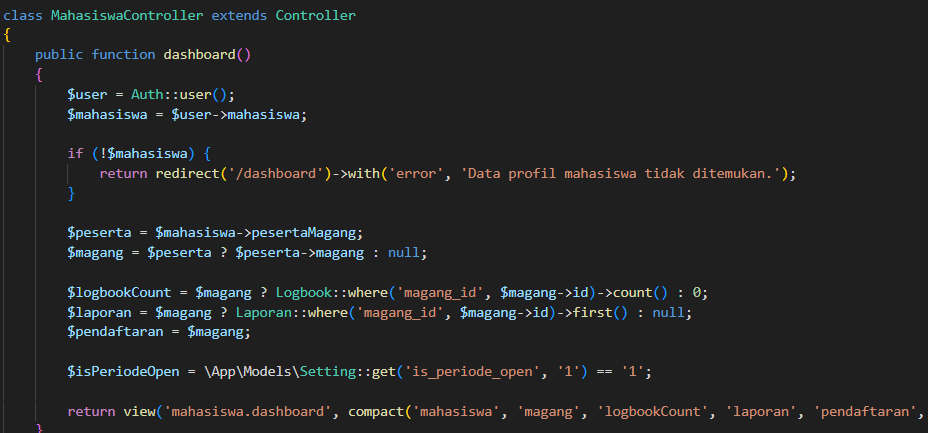 class MahasiswaController extends Controller
{
    public function dashboard()
    {
        $user = Auth::user();
        $mahasiswa = $user->mahasiswa;

        if (!$mahasiswa) {
            return redirect('/dashboard')->with('error', 'Data profil mahasiswa tidak ditemukan.');
        }

        $peserta = $mahasiswa->pesertaMagang;
        $magang = $peserta ? $peserta->magang : null;

        $logbookCount = $magang ? Logbook::where('magang_id', $magang->id)->count() : 0;
        $laporan = $magang ? Laporan::where('magang_id', $magang->id)->first() : null;
        $pendaftaran = $magang;

        $isPeriodeOpen = \App\Models\Setting::get('is_periode_open', '1') == '1';

        return view('mahasiswa.dashboard', compact('mahasiswa', 'magang', 'logbookCount', 'laporan', 'pendaftaran',
    }